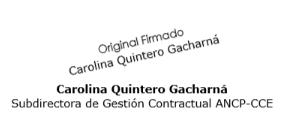 Original Firmado
Carolina Quintero Gacharná
Carolina Quintero Gacharná
Subdirectora de Gestión Contractual ANCP-CCE